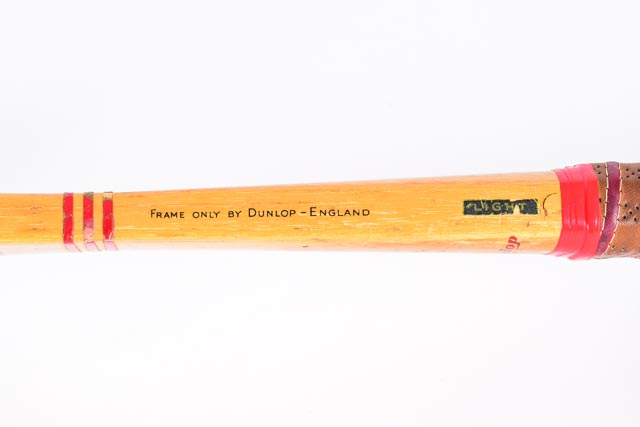 FRAME ONLY BY DUNLOP - ENGLAND
LIGHT